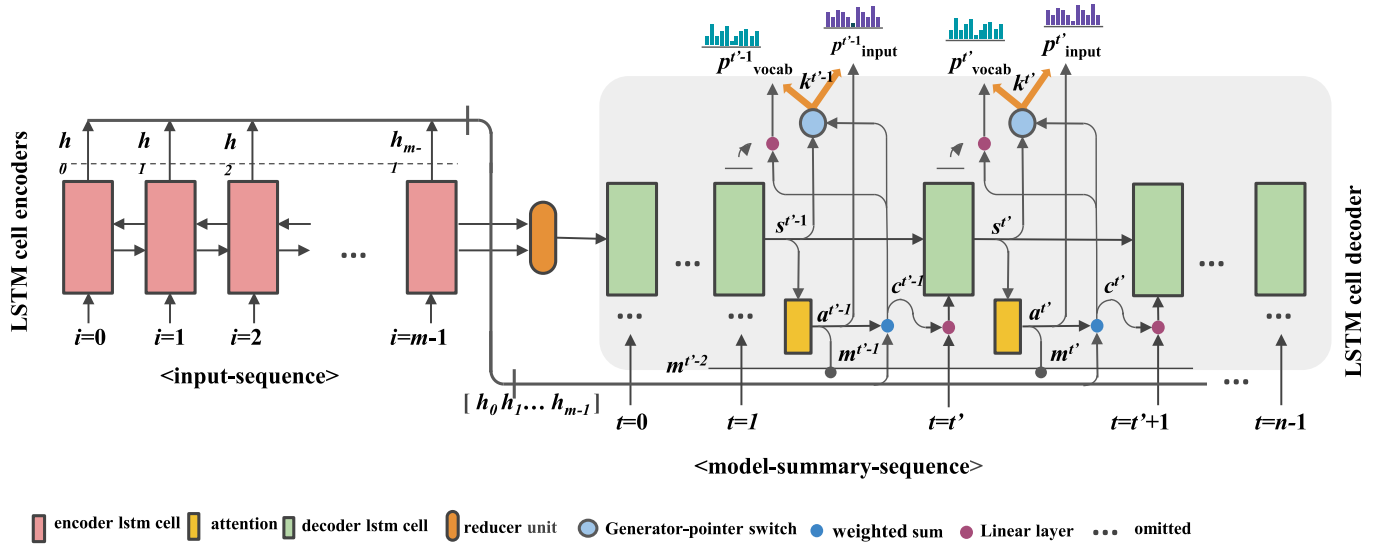 p^{t'-1}_{vocab}
p^{t'-1}_{input}
p^{t'}_{vocab}
p^{t'}_{input}
k^{t'-1}
k^{t'}
LSTM cell encoders
h_0
h_1
h_2
h_{m-1}
...
i=0
i=1
i=2
i=m-1
<input-sequence>
s^{t'-1}
s^{t'}
...
...
c^{t'-1}
c^{t'}
...
...
...
a^{t'-1}
a^{t'}
m^{t'-2}
m^{t'-1}
m^{t'}
...
[ h_0 h_1... h_{m-1} ]
t=0
t=1
t=t'
t=t'+1
t=n-1
<model-summary-sequence>
LSTM cell decoder
encoder lstm cell
attention
decoder lstm cell
reducer unit
Generator-pointer switch
weighted sum
Linear layer
... omitted